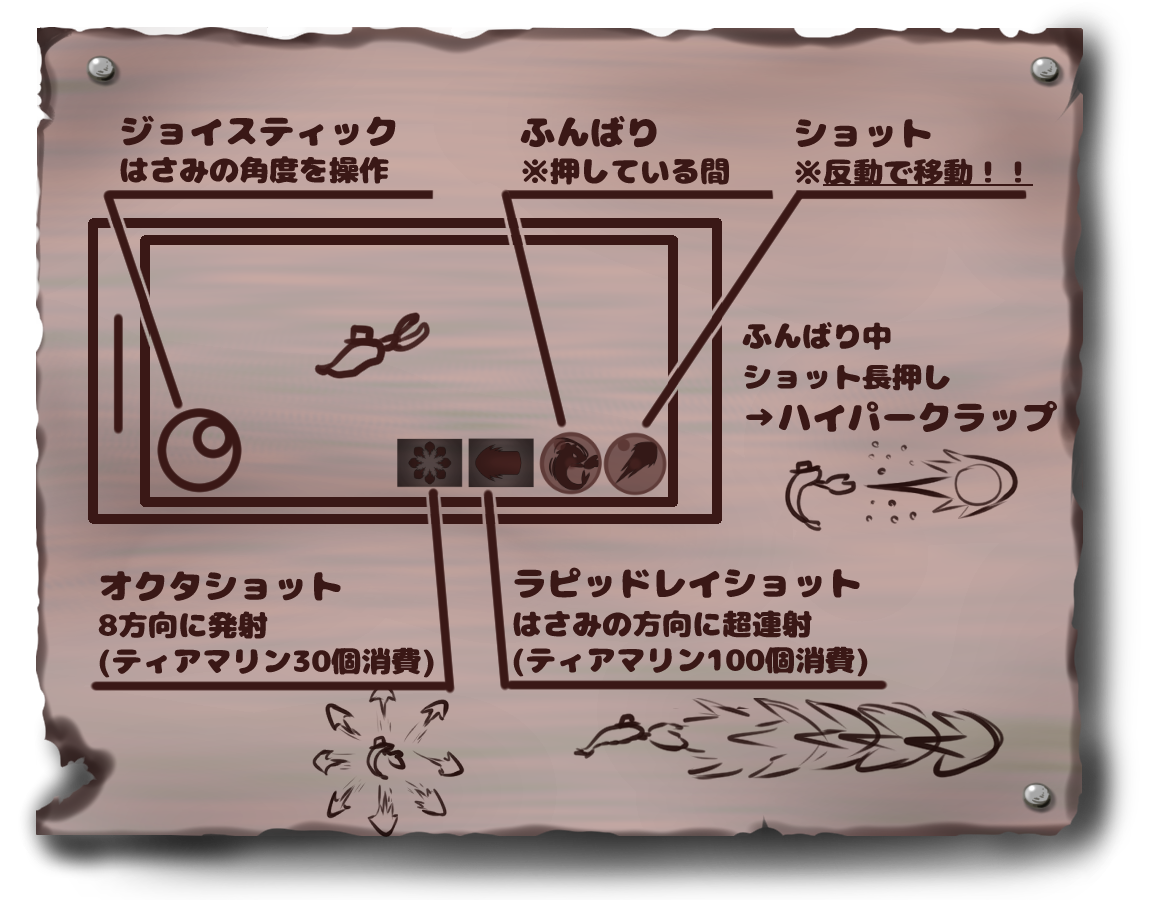 ジョイスティック
はさみの角度を操作
ふんばり
※押している間
ショット
※反動で移動！！
ふんばり中
ショット長押し
→ハイパークラップ
オクタショット
8方向に発射
(ティアマリン30個消費)
ラピッドレイショット
はさみの方向に超連射
(ティアマリン100個消費)